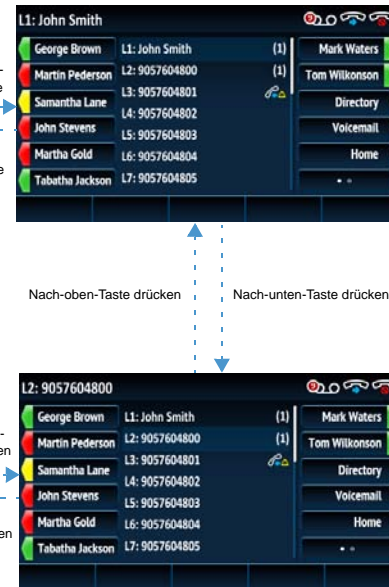 L1: John Smith
George Brown L1: John Smith (1) Mark Waters
Martin Pederson L2: 9057604800 (1) Tom Wilkonson
Samantha Lane L3: 9057604801 Directory
L4: 9057604802
John Stevens L5: 9057604803 Voicemail
Martha Gold L6: 9057604804 Home
Tabatha Jackson L7: 9057604805
Nach-oben-Taste drücken Nach-unten-Taste drücken
L2: 9057604800
George Brown L1: John Smith (1) Mark Waters
Martin Pederson L2: 9057604800 (1) Tom Wilkonson
Samantha Lane L3: 9057604801 Directory
L4: 9057604802
John Stevens L5: 9057604803 Voicemail
Martha Gold L6: 9057604804 Home
Tabatha Jackson L7: 9057604805